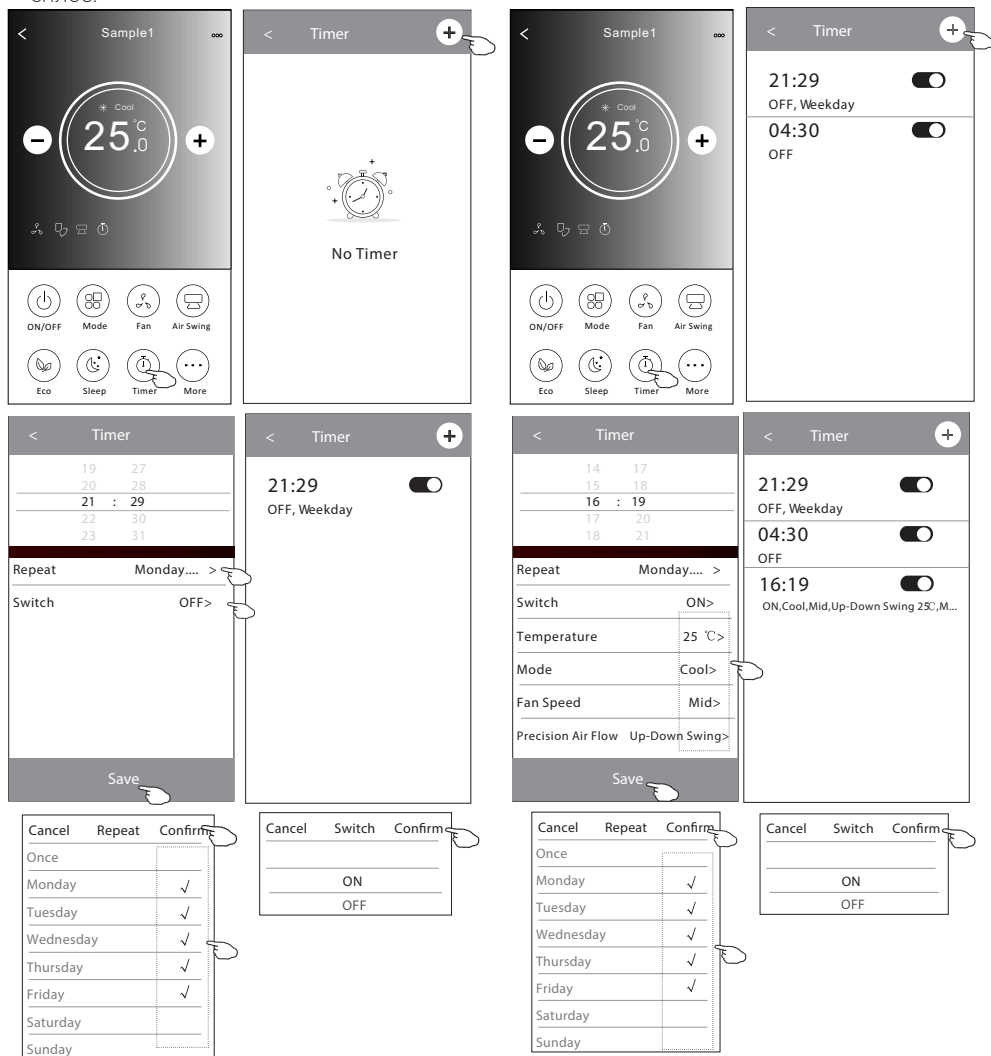 < Sample1
* Cool
25 °C .0
ON/OFF Mode Fan Air Swing
Eco Sleep Timer More
< Timer +
No Timer
< Timer
19 27
20 28
21 : 29
22 30
23 31
Repeat Monday.... >
Switch OFF>
Save
< Timer +
21:29
OFF, Weekday
Cancel Repeat Confirm
Once
Monday √
Tuesday √
Wednesday √
Thursday √
Friday √
Saturday
Sunday
Cancel Switch Confirm
ON
OFF
< Sample1
* Cool
25 °C .0
ON/OFF Mode Fan Air Swing
Eco Sleep Timer More
< Timer +
21:29
OFF, Weekday
04:30
OFF
< Timer
14 17
15 18
16 : 19
17 20
18 21
Repeat Monday.... >
Switch ON>
Temperature 25 °C>
Mode Cool>
Fan Speed Mid>
Precision Air Flow Up-Down Swing>
Save
< Timer +
21:29
OFF, Weekday
04:30
OFF
16:19
ON,Cool,Mid,Up-Down Swing 25℃,M...
Cancel Repeat Confirm
Once
Monday √
Tuesday √
Wednesday √
Thursday √
Friday √
Saturday
Sunday
Cancel Switch Confirm
ON
OFF